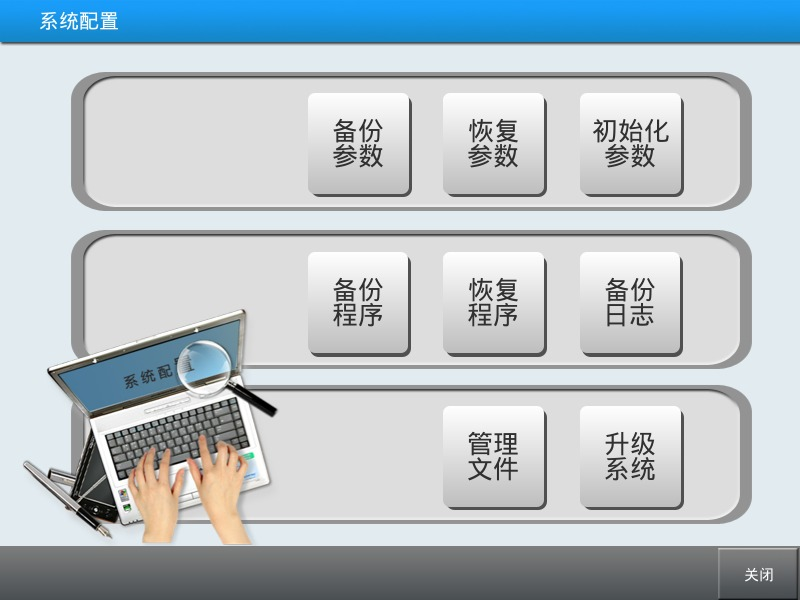 系统配置
备份
参数
恢复
参数
初始化
参数
备份
程序
恢复
程序
备份
日志
系统配置
管理
文件
升级
系统
关闭